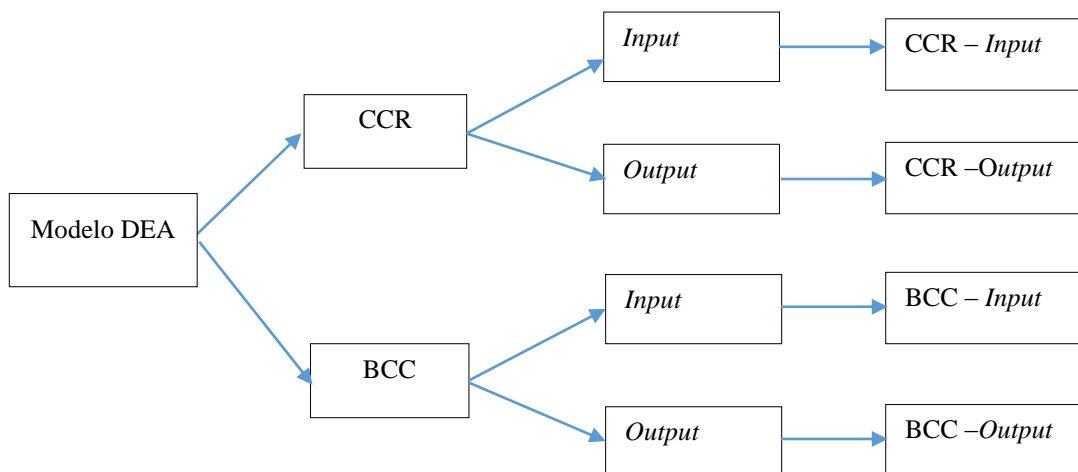 Input
CCR – Input
CCR
Output
CCR –Output
Modelo DEA
Input
BCC – Input
BCC
Output
BCC –Output